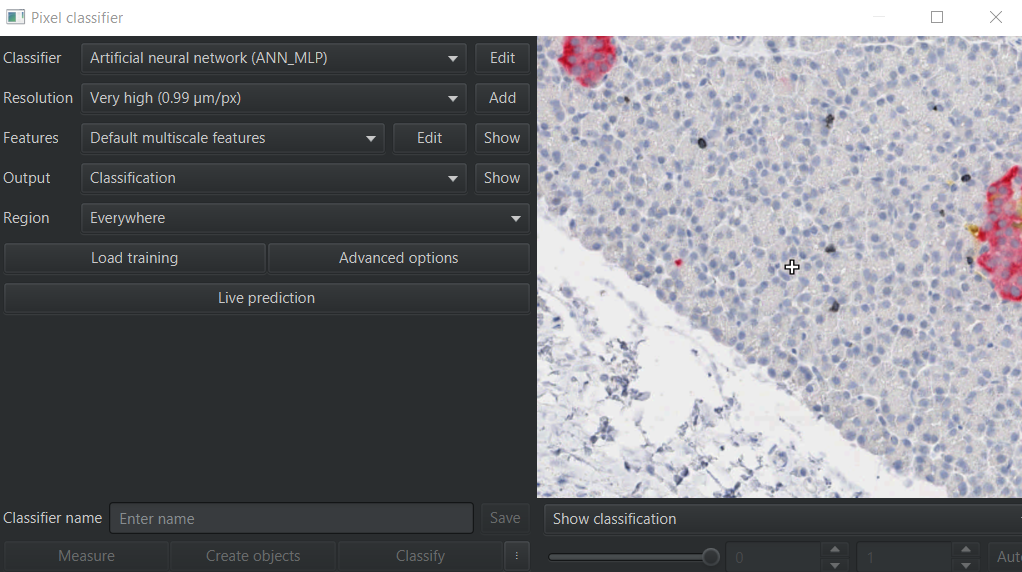 Pixel classifier
Classifier Artificial neural network (ANN_MLP) Edit
Resolution Very high (0.99 µm/px) Add
Features Default multiscale features Edit Show
Output Classification Show
Region Everywhere
Load training Advanced options
Live prediction
Classifier name Enter name Save
Show classification
Measure Create objects Classify
0 1 Auto